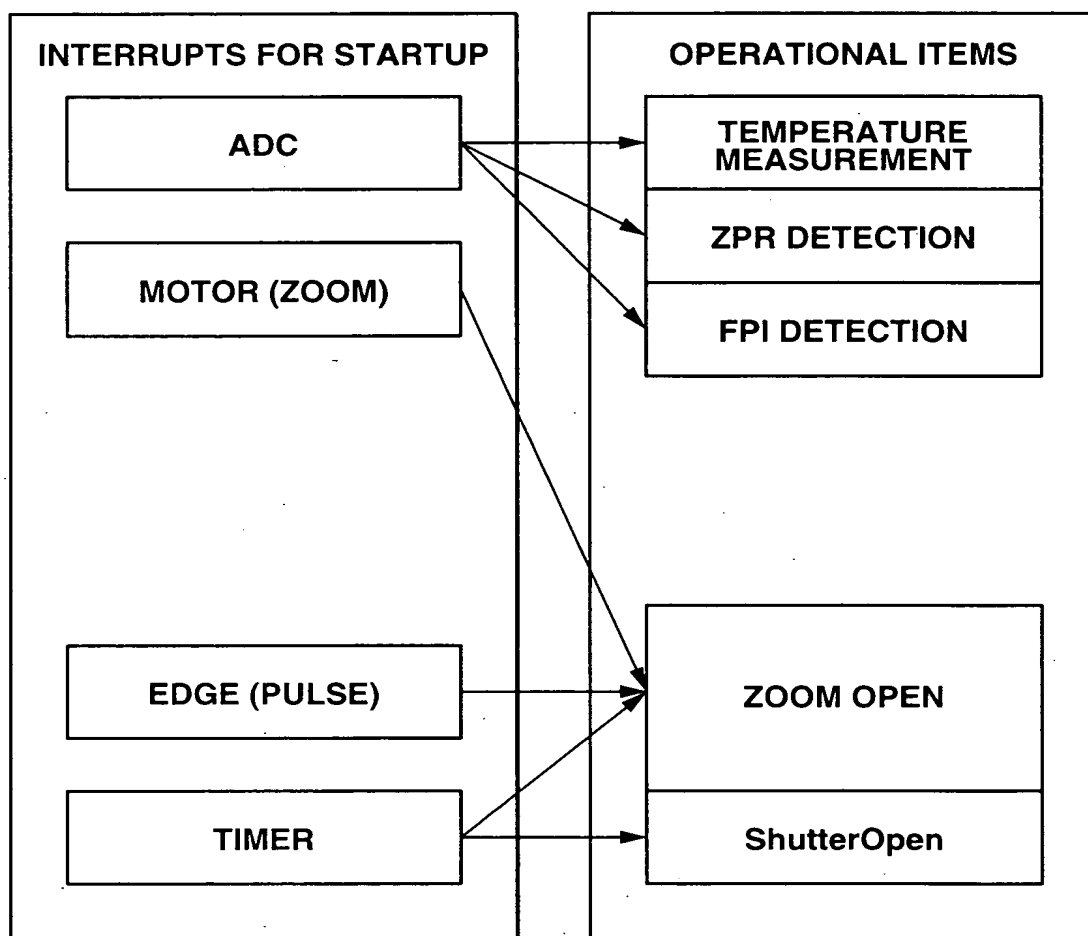 INTERRUPTS FOR STARTUP
ADC
MOTOR (ZOOM)
EDGE (PULSE)
TIMER
OPERATIONAL ITEMS
TEMPERATURE
MEASUREMENT
ZPR DETECTION
FPI DETECTION
ZOOM OPEN
ShutterOpen